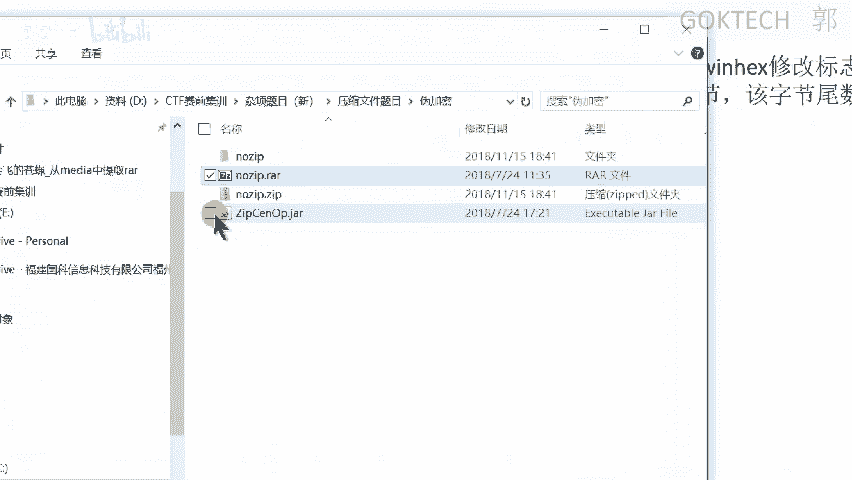 GOKTECH 郭
页 共享 查看
winhex修改标志
节，该字节尾数
此电脑 > 资料 (D:) > CTF赛前集训 > 杂项题目（新） > 压缩文件题目 > 伪加密
搜索"伪加密"
名称 修改日期 类型
nozip 2018/11/15 18:41 文件夹
飞的苍蝇_从media中提取rar
nozip.rar 2018/7/24 11:35 RAR 文件
赛前集训
nozip.zip 2018/11/15 18:41 压缩(zipped)文件夹
(E:)
ZipCenOp.jar 2018/7/24 17:21 Executable Jar File
ive - Personal
ive - 福建国科信息科技有限公司福州
对象